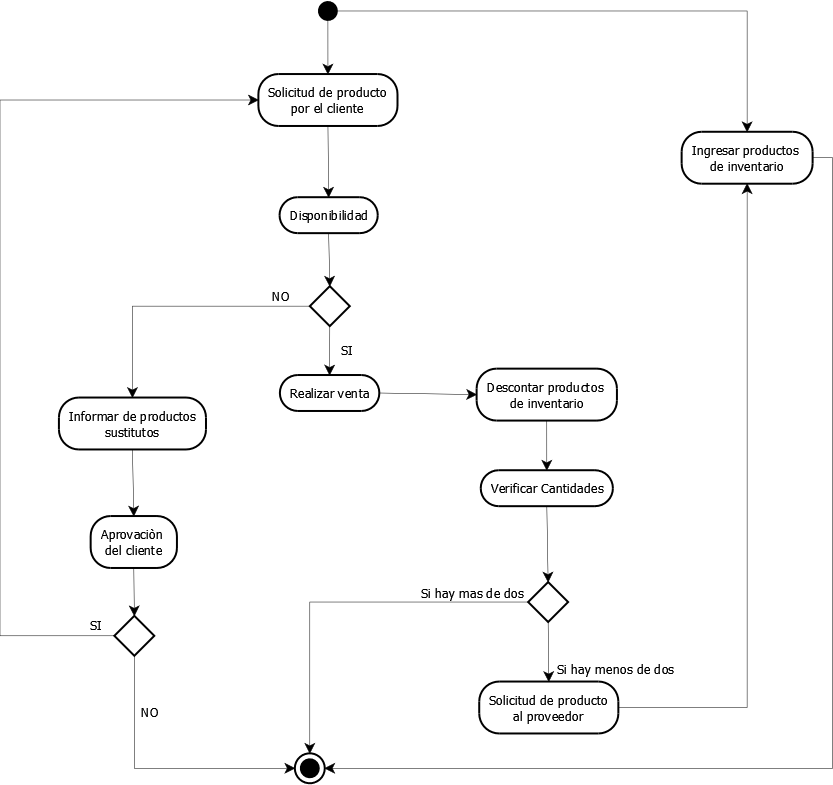 Solicitud de producto
por el cliente
Ingresar productos
de inventario
Disponibilidad
NO
SI
Realizar venta
Descontar productos
de inventario
Informar de productos
sustitutos
Verificar Cantidades
Aprovaciòn
del cliente
Si hay mas de dos
SI
Si hay menos de dos
Solicitud de producto
al proveedor
NO